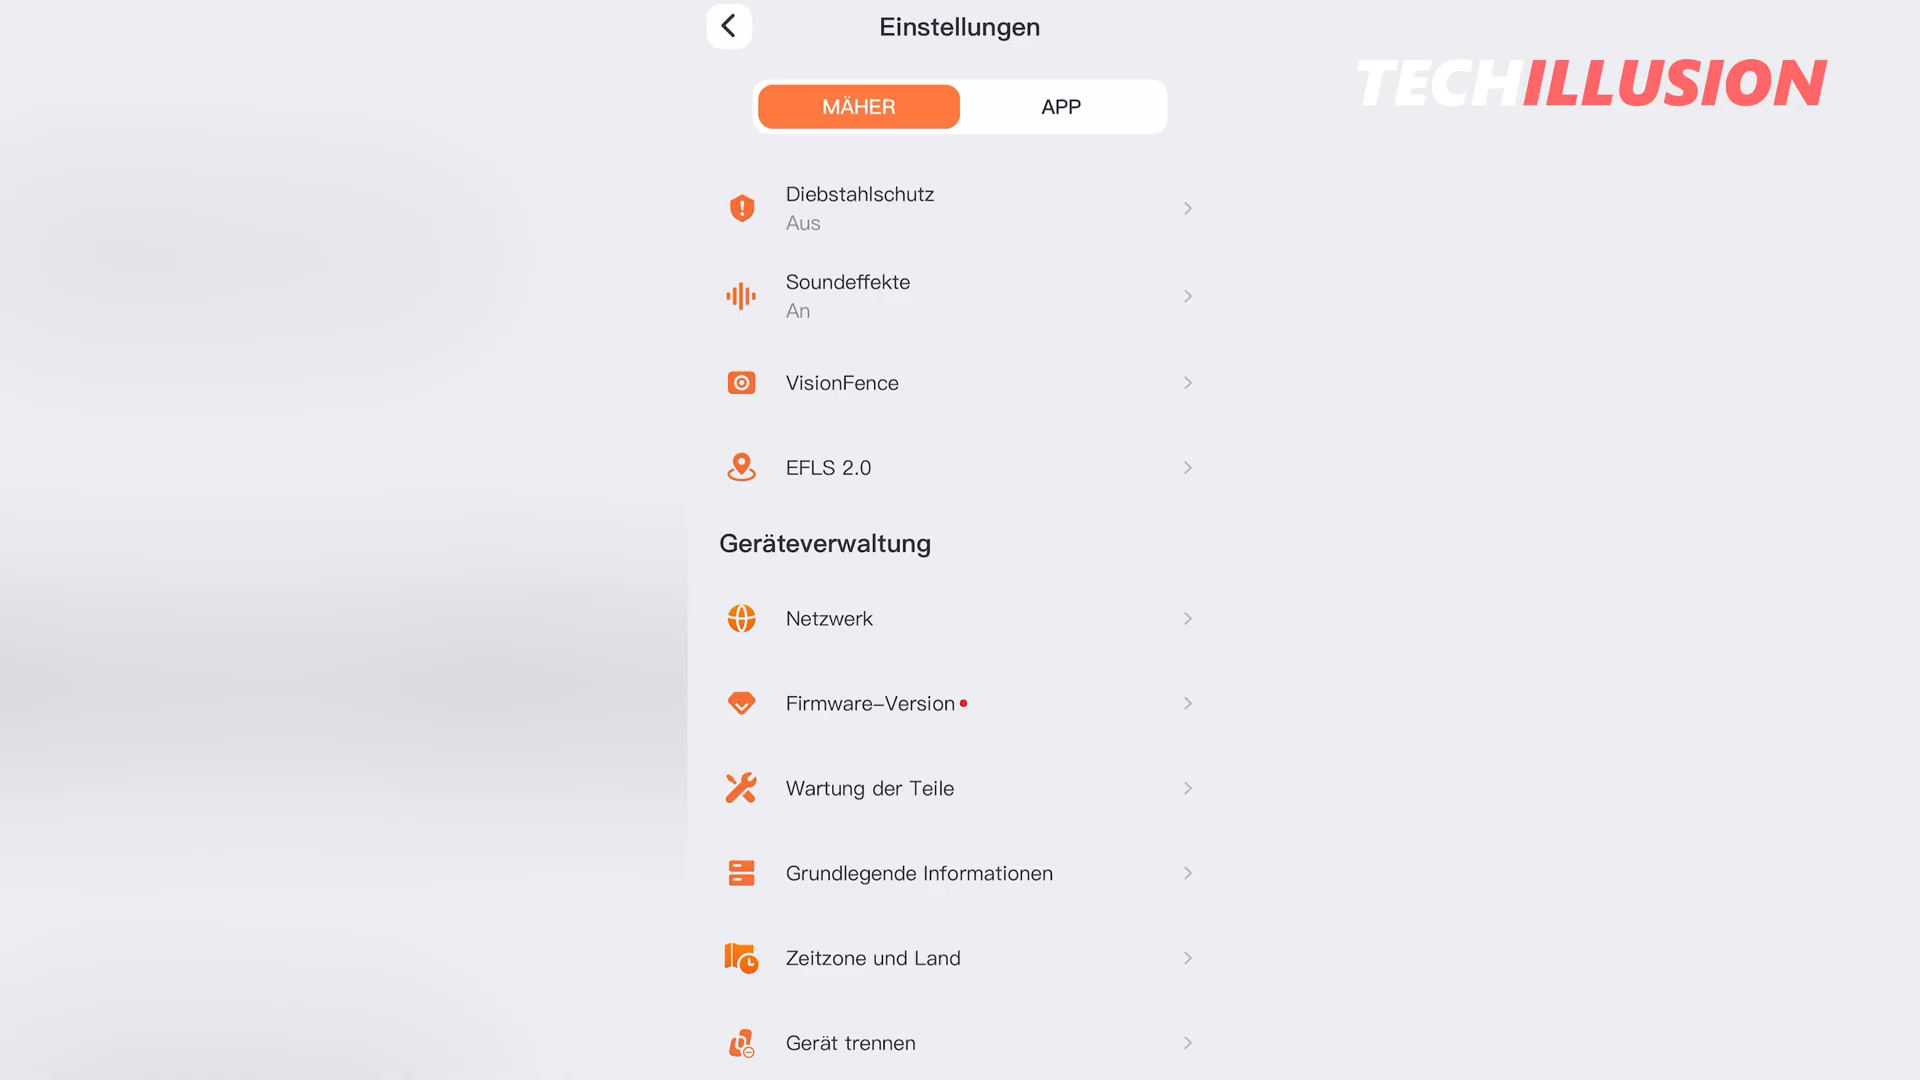 Einstellungen
TECHILLUSION
MÄHER
APP
Diebstahlschutz
Aus
Soundeffekte
An
VisionFence
EFLS 2.0
Geräteverwaltung
Netzwerk
Firmware-Version
Wartung der Teile
Grundlegende Informationen
Zeitzone und Land
Gerät trennen